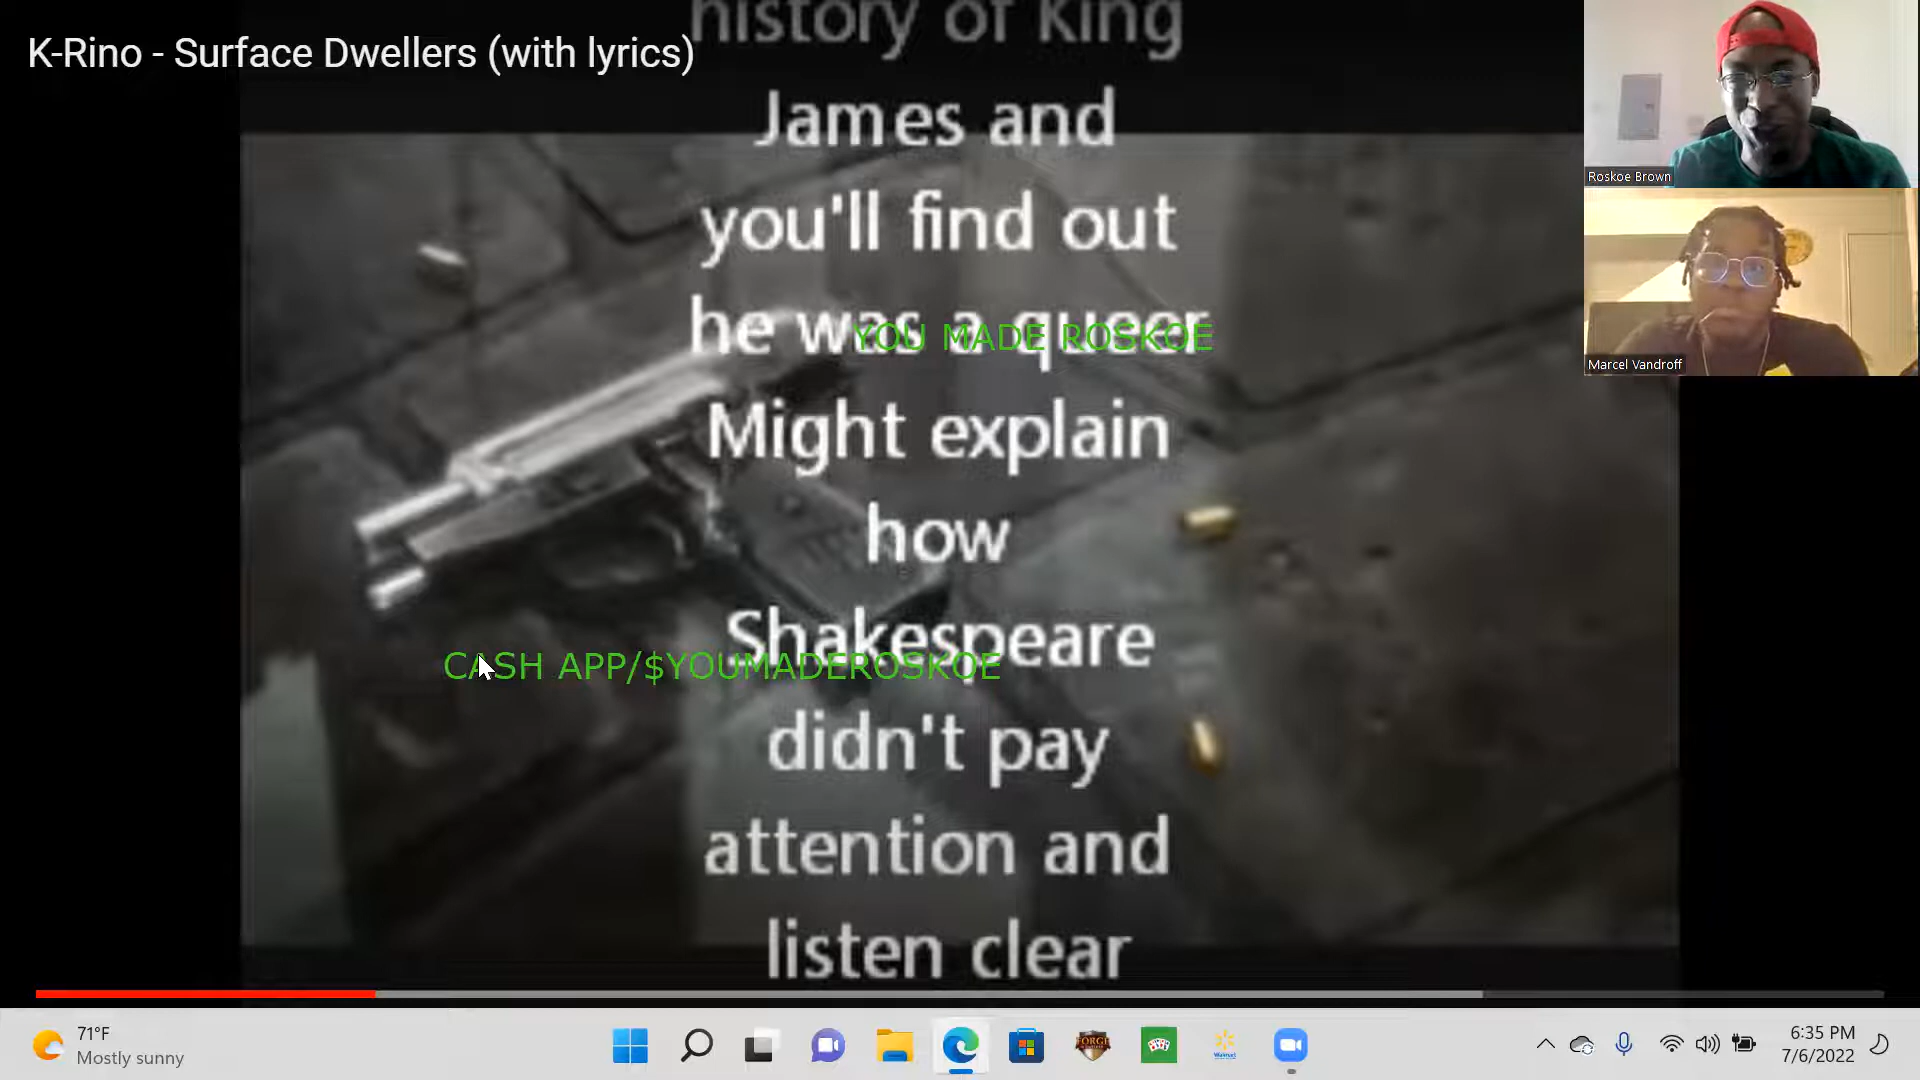 history of King
K-Rino - Surface Dwellers (with lyrics)
James and
you'll find out
he was a queer
YOU MADE ROSKOE
Might explain
how
Shakespeare
CASH APP/$YOUMADEROSKOE
didn't pay
attention and
listen clear
Roskoe Brown
Marcel Vandroff
71°F
Mostly sunny
FORGE
Walmart
6:35 PM
7/6/2022